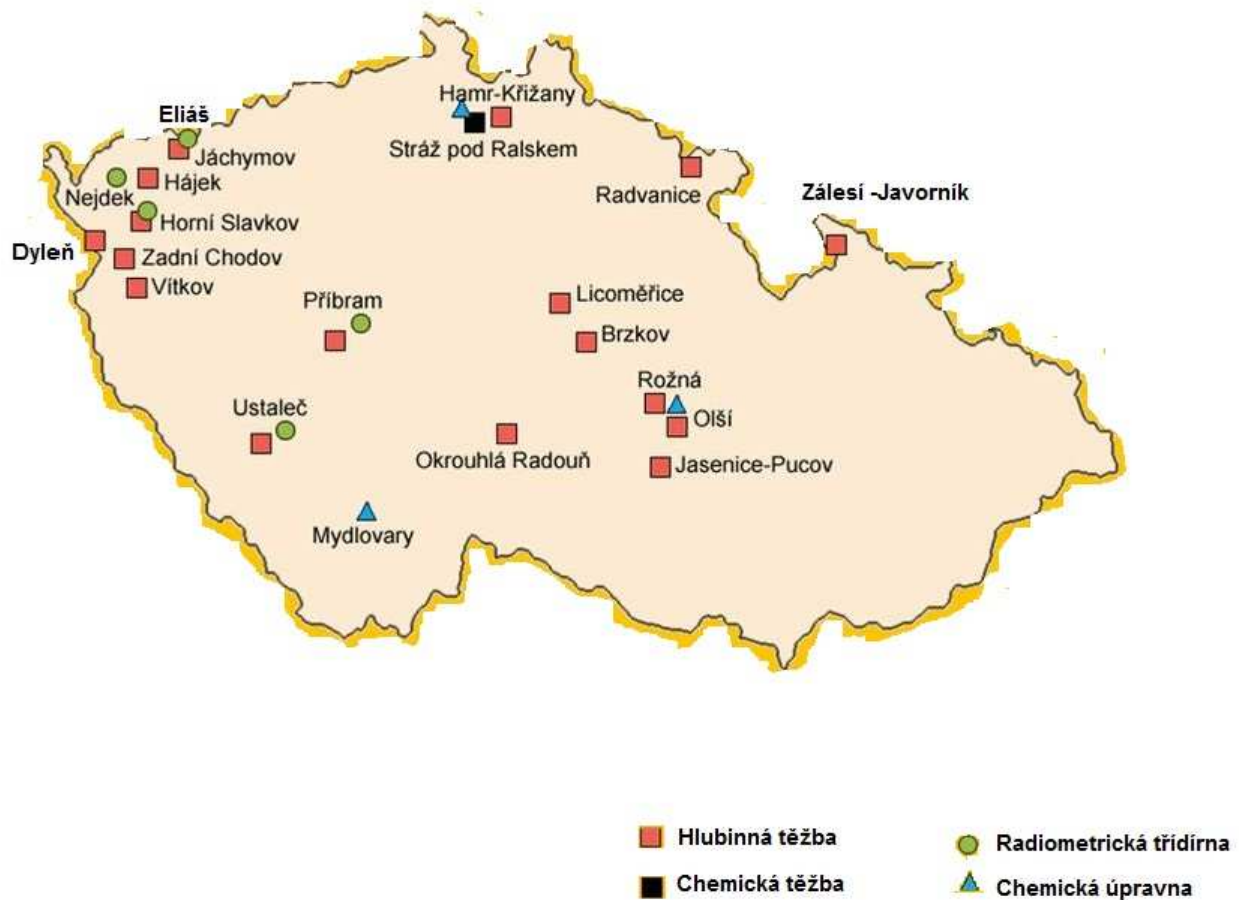 Hamr-Křižany
Eliáš
Stráž pod Ralskem
Jáchymov
Hájek
Nejdek
Radvanice
Zálesí -Javorník
Horní Slavkov
Dyleň
Zadní Chodov
Vítkov
Příbram
Licoměřice
Brzkov
Rožná
Ustaleč
Olší
Okrouhlá Radouň
Jasenice-Pucov
Mydlovary
Hlubinná těžba
Radiometrická třídírna
Chemická těžba
Chemická úpravna